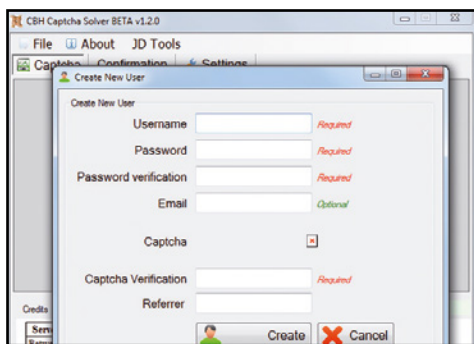 CBH Captcha Solver BETA v1.2.0
File About JD Tools
Captcha Confirmation Settings
Create New User
Create New User
Username Required
Password Required
Password verification Required
Email Optional
Captcha
Captcha Verification Required
Referrer
Credits
Create Cancel